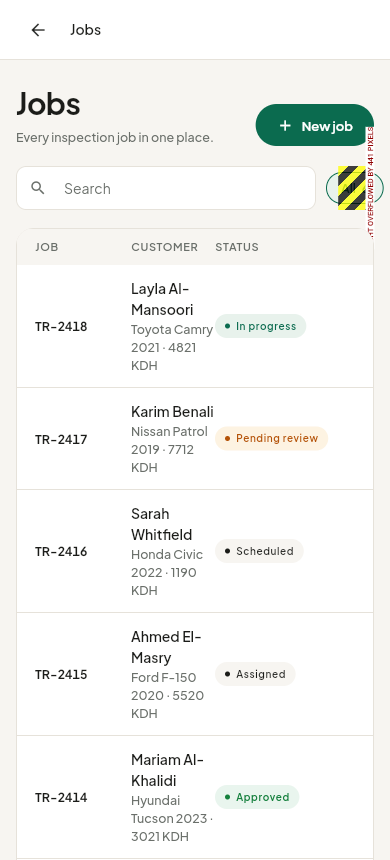 Jobs
Jobs
Every inspection job in one place.
New job
Search
OVERFLOWED BY 441 PIXELS
JOB CUSTOMER STATUS
TR-2418
Layla Al-
Mansoori
Toyota Camry
2021 · 4821
KDH
In progress
TR-2417
Karim Benali
Nissan Patrol
2019 · 7712
KDH
Pending review
TR-2416
Sarah
Whitfield
Honda Civic
2022 · 1190
KDH
Scheduled
TR-2415
Ahmed El-
Masry
Ford F-150
2020 · 5520
KDH
Assigned
TR-2414
Mariam Al-
Khalidi
Hyundai
Tucson 2023 ·
3021 KDH
Approved